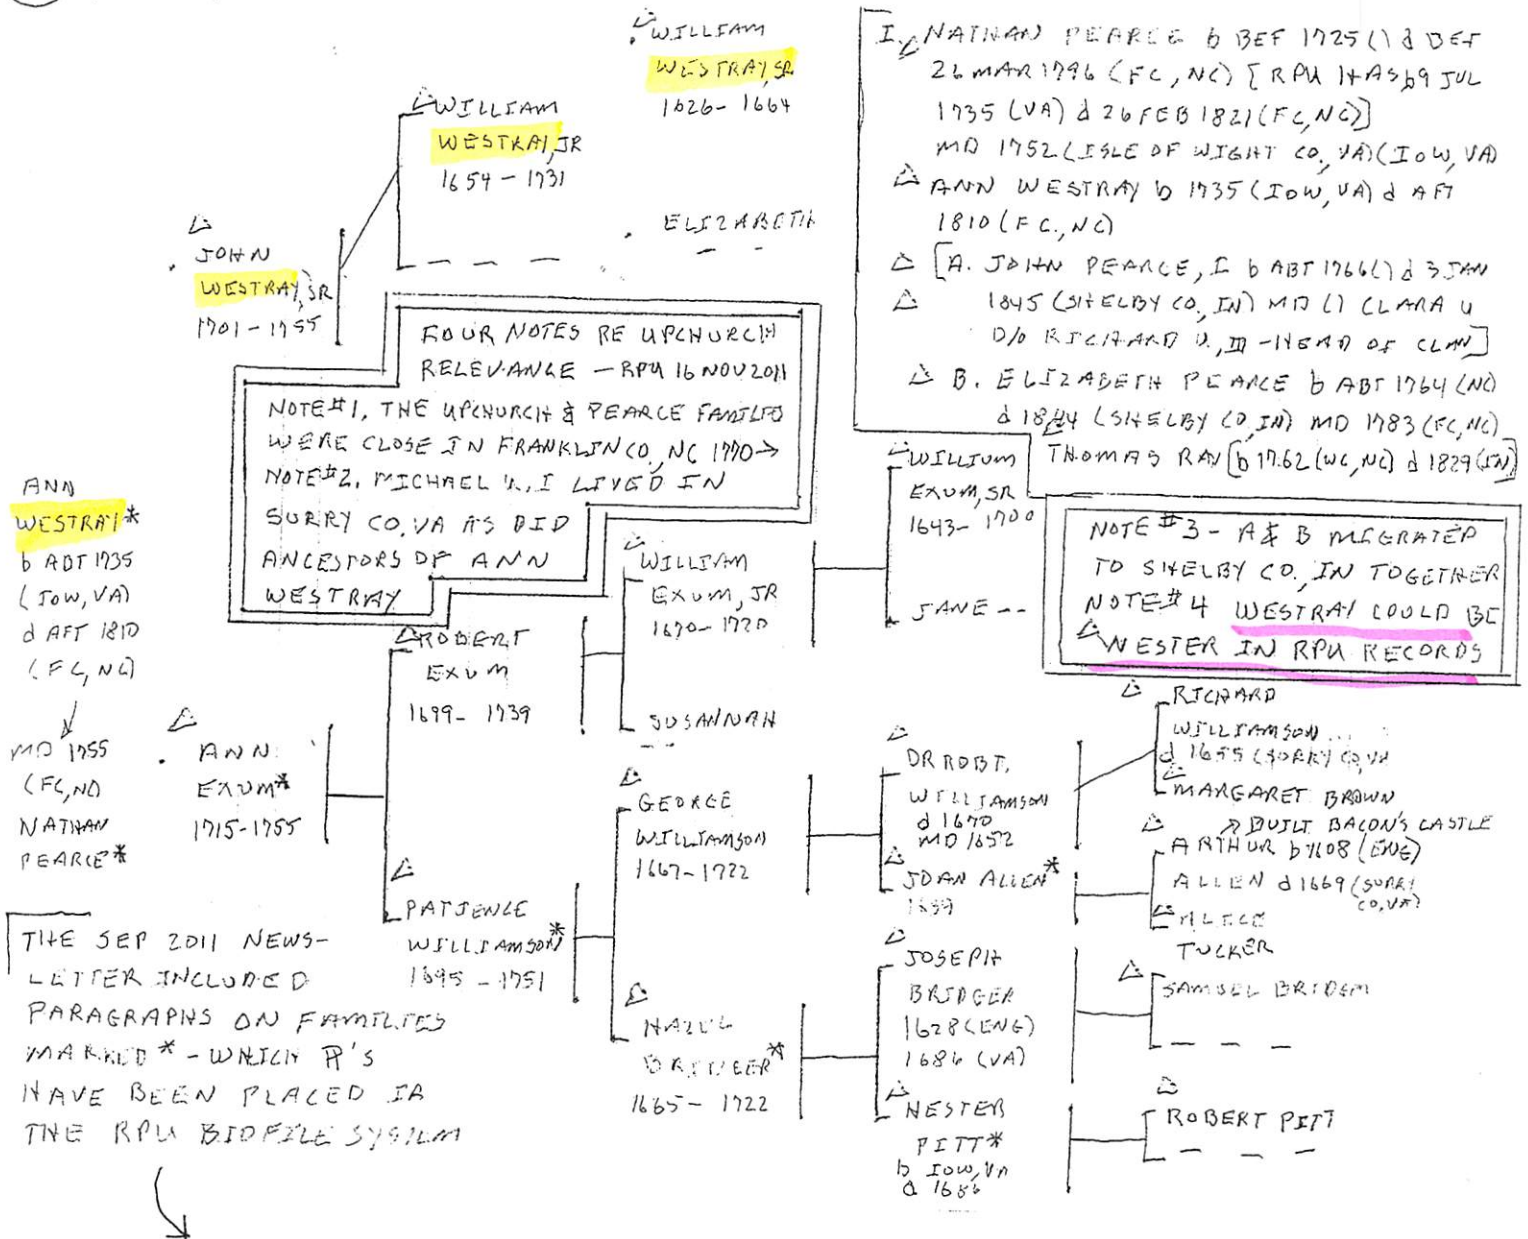 WILLIAM
WESTRAY, SR
1626 - 1664
WILLIAM
WESTRAY, JR
1654 - 1731
ELIZABETH
JOHN
WESTRAY, SR
1701 - 1755
I. NATHAN PEARCE b BEF 1725 () d BEF
26 MAR 1796 (FC, NC) [RPU HAS b 9 JUL
1735 (VA) d 26 FEB 1821 (FC, NC)]
MD 1752 (ISLE OF WIGHT CO., VA) (IOW, VA)
ANN WESTRAY b 1735 (IOW, VA) d AFT
1810 (FC., NC)
[A. JOHN PEARCE, I b ABT 1766 () d 3 JAN
1845 (SHELBY CO, IN) MD () CLARA U
D/O RICHARD U., III - HEAD OF CLAN]
B. ELIZABETH PEARCE b ABT 1764 (NC)
d 1844 (SHELBY CO, IN) MD 1783 (FC, NC)
THOMAS RAY [b 1762 (WC, NC) d 1829 (IN)]
FOUR NOTES RE UPCHURCH
RELEVANCE - RPU 16 NOV 2011
NOTE #1, THE UPCHURCH & PEARCE FAMILIES
WERE CLOSE IN FRANKLIN CO, NC 1770→
NOTE #2, MICHAEL U., I LIVED IN
SURRY CO, VA AS DID
ANCESTORS OF ANN
WESTRAY
NOTE #3 - A & B MIGRATED
TO SHELBY CO., IN TOGETHER
NOTE #4 WESTRAY COULD BE
WESTER IN RPU RECORDS
ANN
WESTRAY*
b ABT 1735
(IOW, VA)
d AFT 1810
(FC, NC)
MD 1755
(FC, NC)
NATHAN
PEARCE*
ANN
EXUM*
1715-1755
ROBERT
EXUM
1699 - 1739
PATIENCE
WILLIAMSON*
1695 - 1751
WILLIAM
EXUM, JR
1670-1720
SUSANNAH
--
GEORGE
WILLIAMSON
1667-1722
BRIDGER*
1665 - 1722
WILLIUM
EXUM, SR
1643- 1700
JANE --
DR ROBT.
WILLIAMSON
d 1670
MD 1652
JOAN ALLEN*
JOSEPH
BRIDGER
1628 (ENG)
1686 (VA)
HESTER
PITT*
b IOW, VA
d 1686
RICHARD
WILLIAMSON
d 1655 (SURRY CO, VA
MARGARET BROWN
↗ BUILT BACON'S CASTLE
ARTHUR b 1608 (ENG)
ALLEN d 1669 (SURRY
CO, VA)
ALICE
TUCKER
SAMUEL BRIDGER
ROBERT PITT
THE SEP 2011 NEWS-
LETTER INCLUDED
PARAGRAPHS ON FAMILIES
MARKED * - WHICH
HAVE BEEN PLACED IN
THE RPU BIOFILE SYSTEM